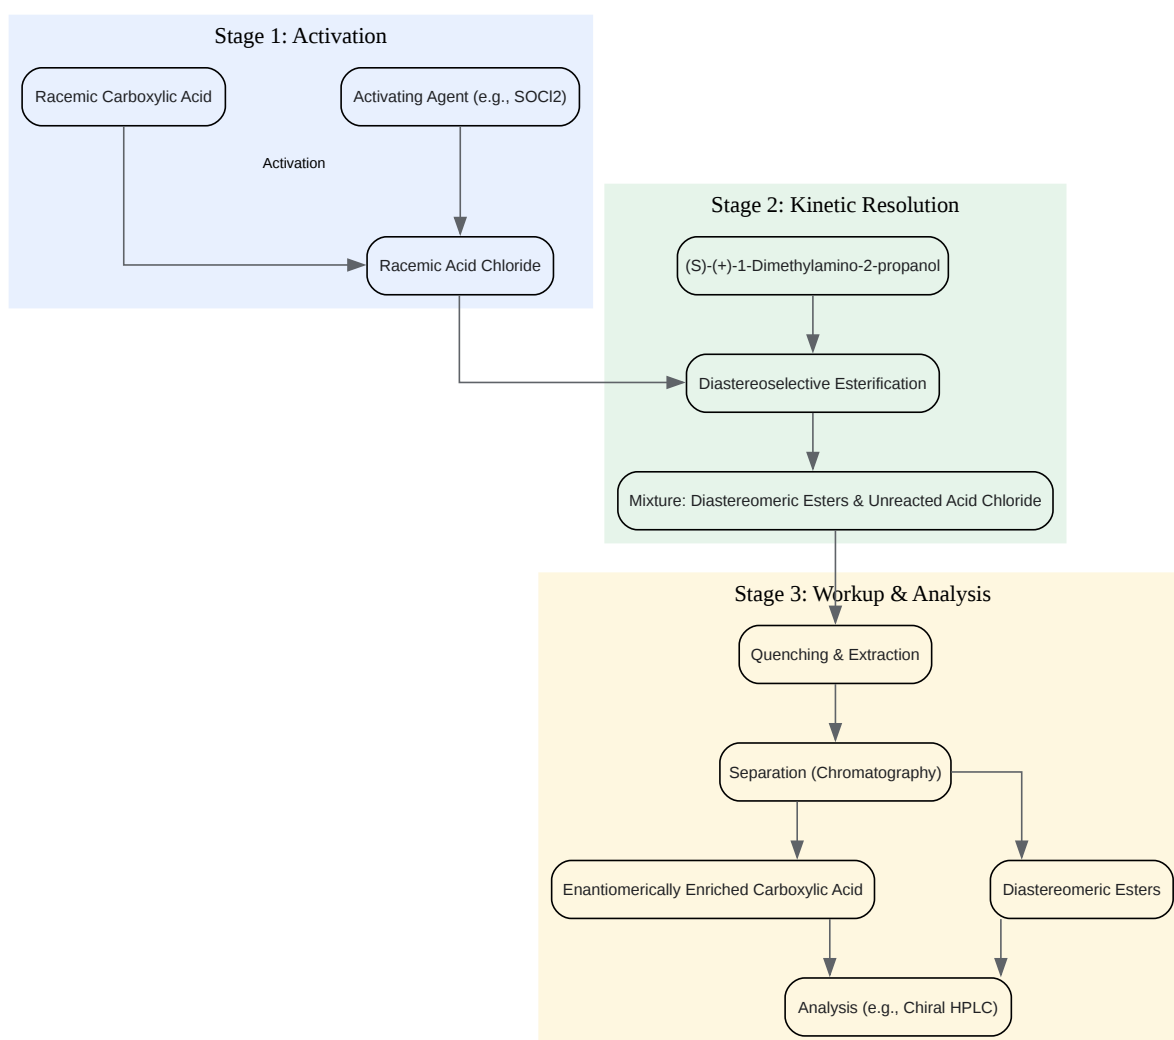 Stage 1: Activation
Racemic Carboxylic Acid
Activating Agent (e.g., SOCl2)
Activation
Racemic Acid Chloride
Stage 2: Kinetic Resolution
(S)-(+)-1-Dimethylamino-2-propanol
Diastereoselective Esterification
Mixture: Diastereomeric Esters & Unreacted Acid Chloride
Stage 3: Workup & Analysis
Quenching & Extraction
Separation (Chromatography)
Enantiomerically Enriched Carboxylic Acid
Diastereomeric Esters
Analysis (e.g., Chiral HPLC)